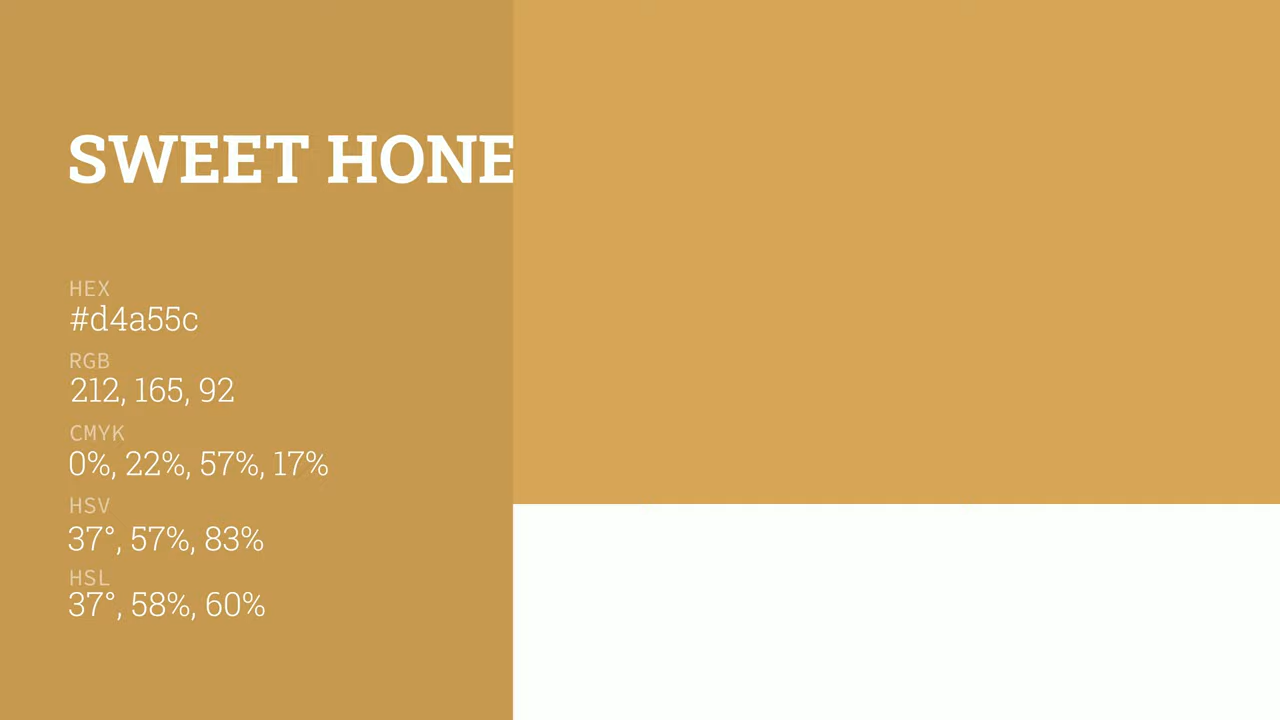 SWEET HONE
HEX
#d4a55c
RGB
212, 165, 92
CMYK
0%, 22%, 57%, 17%
HSV
37°, 57%, 83%
HSL
37°, 58%, 60%